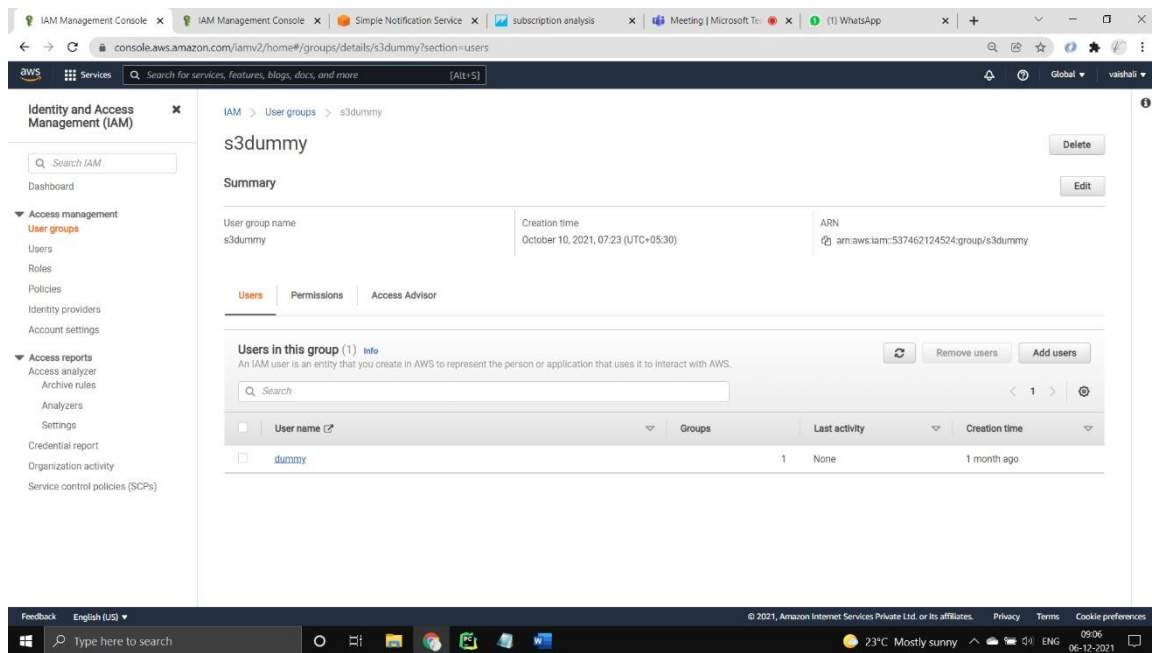 IAM Management Console
IAM Management Console
Simple Notification Service
subscription analysis
Meeting | Microsoft Te
(1) WhatsApp
console.aws.amazon.com/iamv2/home#/groups/details/s3dummy?section=users
aws
Services
Search for services, features, blogs, docs, and more
[Alt+S]
Global
vaishali
Identity and Access
Management (IAM)
Search IAM
Dashboard
Access management
User groups
Users
Roles
Policies
Identity providers
Account settings
Access reports
Access analyzer
Archive rules
Analyzers
Settings
Credential report
Organization activity
Service control policies (SCPs)
IAM > User groups > s3dummy
s3dummy
Delete
Summary
Edit
User group name
s3dummy
Creation time
October 10, 2021, 07:23 (UTC+05:30)
ARN
arn:aws:iam::537462124524:group/s3dummy
Users
Permissions
Access Advisor
Users in this group (1) Info
An IAM user is an entity that you create in AWS to represent the person or application that uses it to interact with AWS.
Remove users
Add users
Search
< 1 >
User name
Groups
Last activity
Creation time
dummy
1
None
1 month ago
Feedback
English (US)
© 2021, Amazon Internet Services Private Ltd. or its affiliates.
Privacy
Terms
Cookie preferences
Type here to search
23°C Mostly sunny
ENG
09:06
06-12-2021